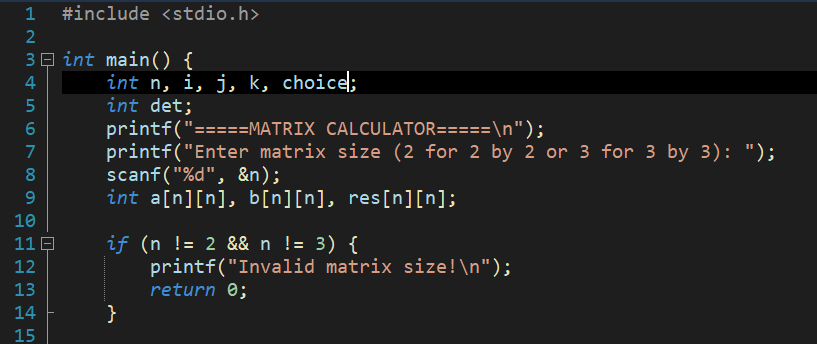 1 #include <stdio.h>
2
3 int main() {
4 int n, i, j, k, choice;
5 int det;
6 printf("=====MATRIX CALCULATOR=====\n");
7 printf("Enter matrix size (2 for 2 by 2 or 3 for 3 by 3): ");
8 scanf("%d", &n);
9 int a[n][n], b[n][n], res[n][n];
10
11 if (n != 2 && n != 3) {
12 printf("Invalid matrix size!\n");
13 return 0;
14 }
15